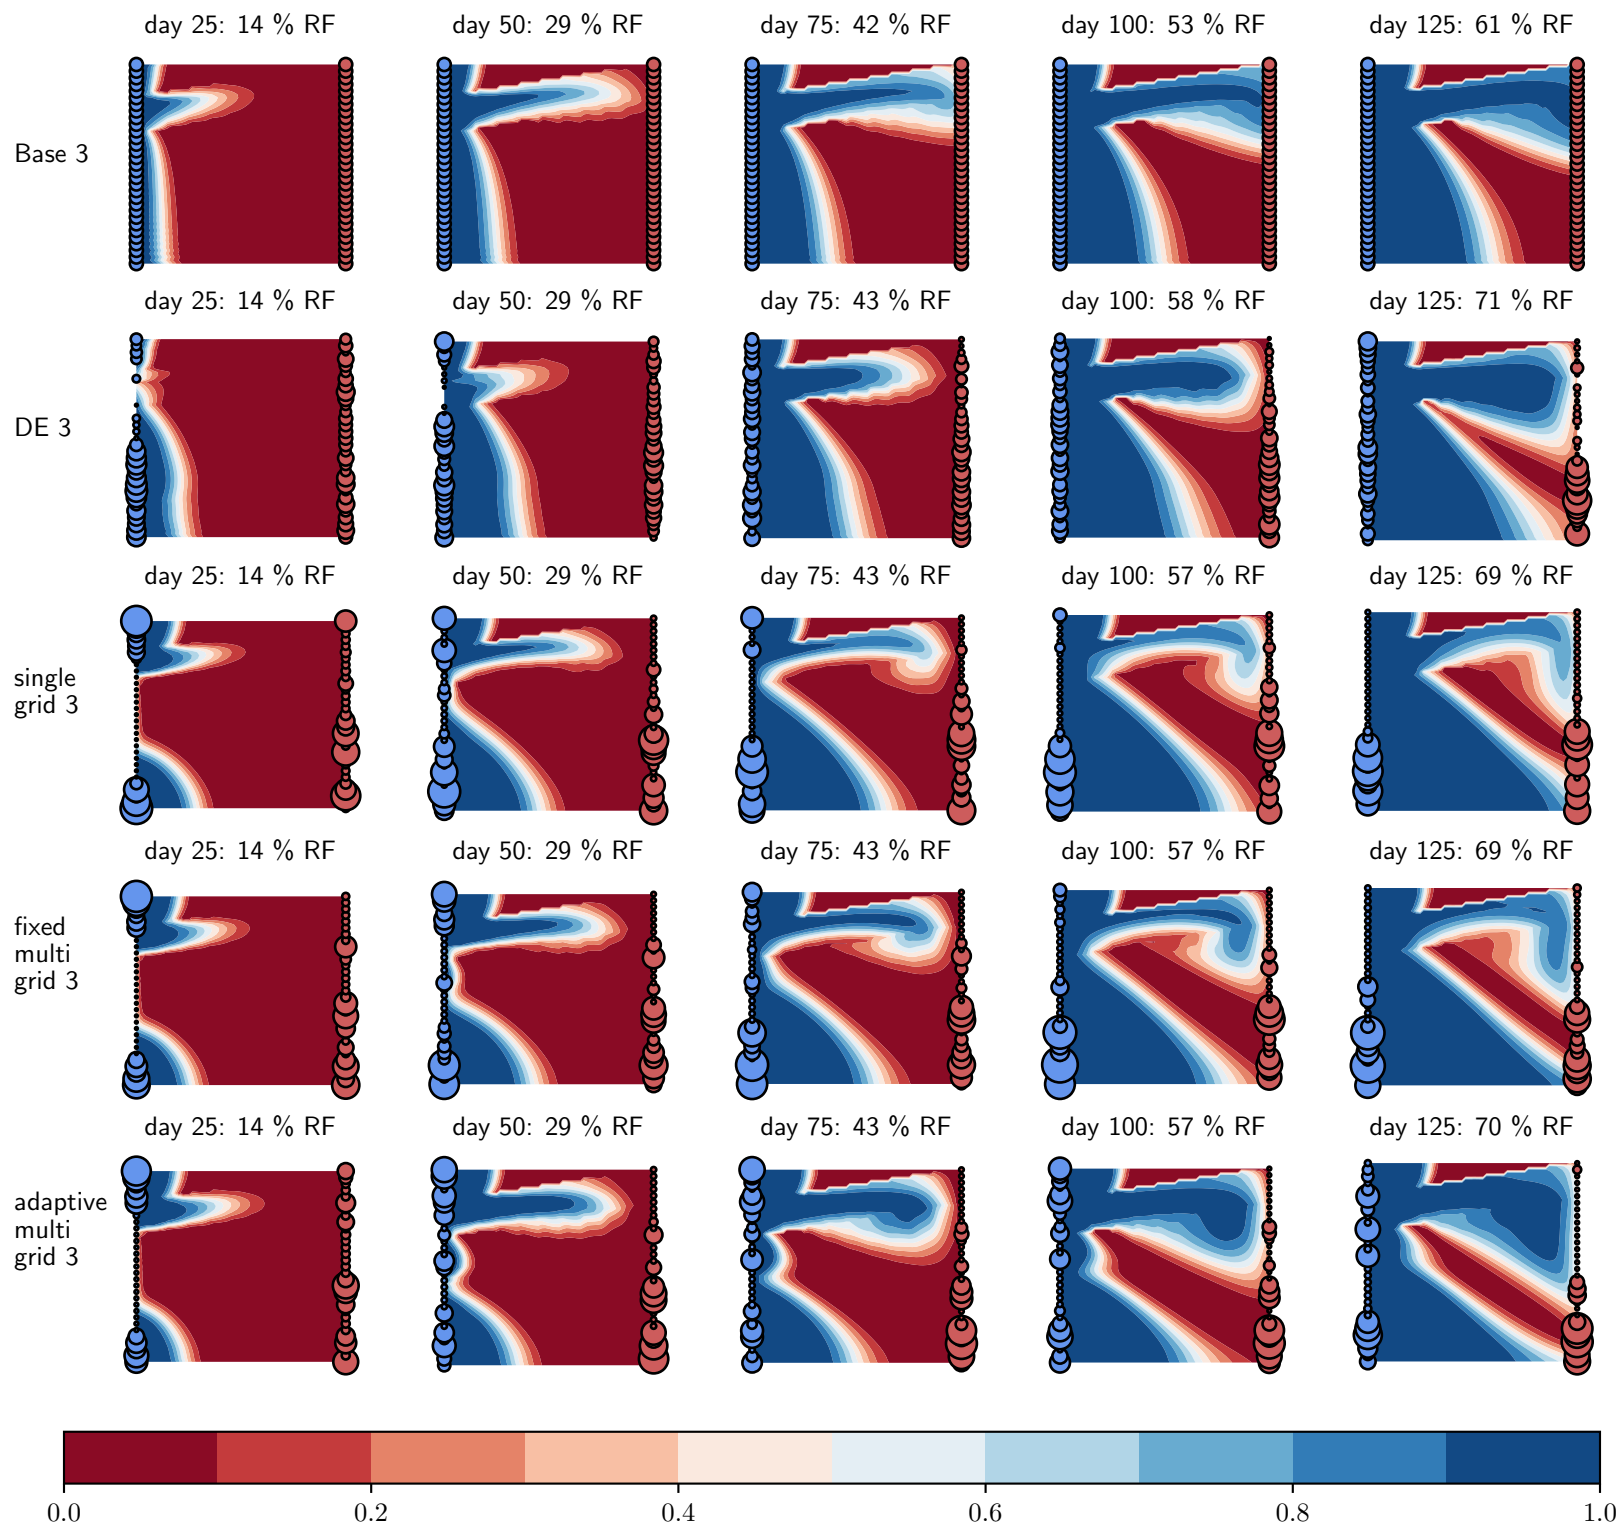 day 25: 14 % RF
day 50: 29 % RF
day 75: 42 % RF
day 100: 53 % RF
day 125: 61 % RF
Base 3
day 25: 14 % RF
day 50: 29 % RF
day 75: 43 % RF
day 100: 58 % RF
day 125: 71 % RF
DE 3
day 25: 14 % RF
day 50: 29 % RF
day 75: 43 % RF
day 100: 57 % RF
day 125: 69 % RF
single
grid 3
day 25: 14 % RF
day 50: 29 % RF
day 75: 43 % RF
day 100: 57 % RF
day 125: 69 % RF
fixed
multi
grid 3
day 25: 14 % RF
day 50: 29 % RF
day 75: 43 % RF
day 100: 57 % RF
day 125: 70 % RF
adaptive
multi
grid 3
0.0
0.2
0.4
0.6
0.8
1.0